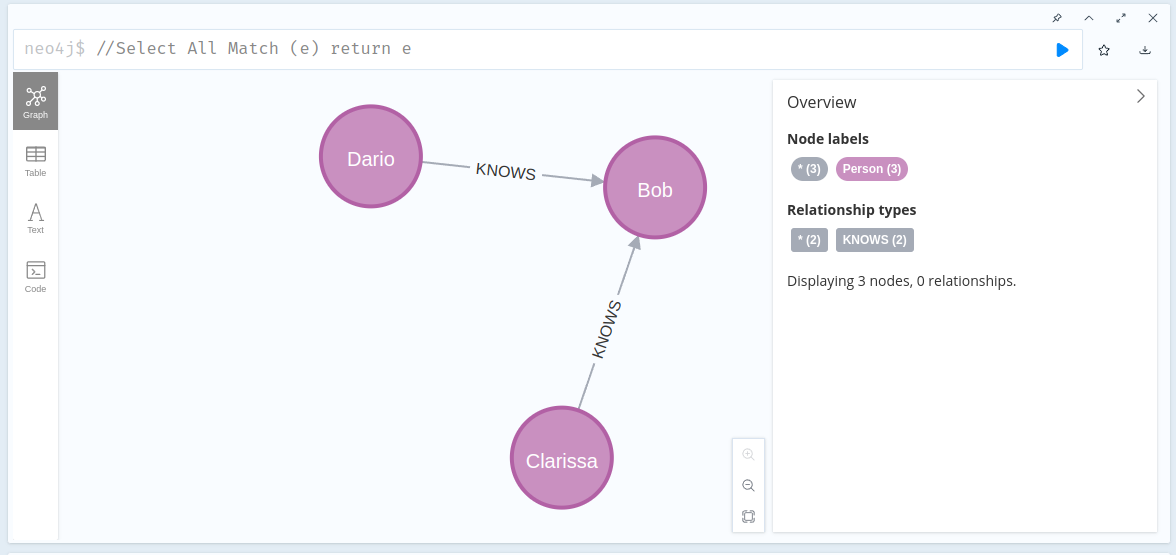 neo4j$ //Select All Match (e) return e
Graph
Table
Text
Code
Dario
KNOWS
Bob
KNOWS
Clarissa
Overview
Node labels
* (3) Person (3)
Relationship types
* (2) KNOWS (2)
Displaying 3 nodes, 0 relationships.